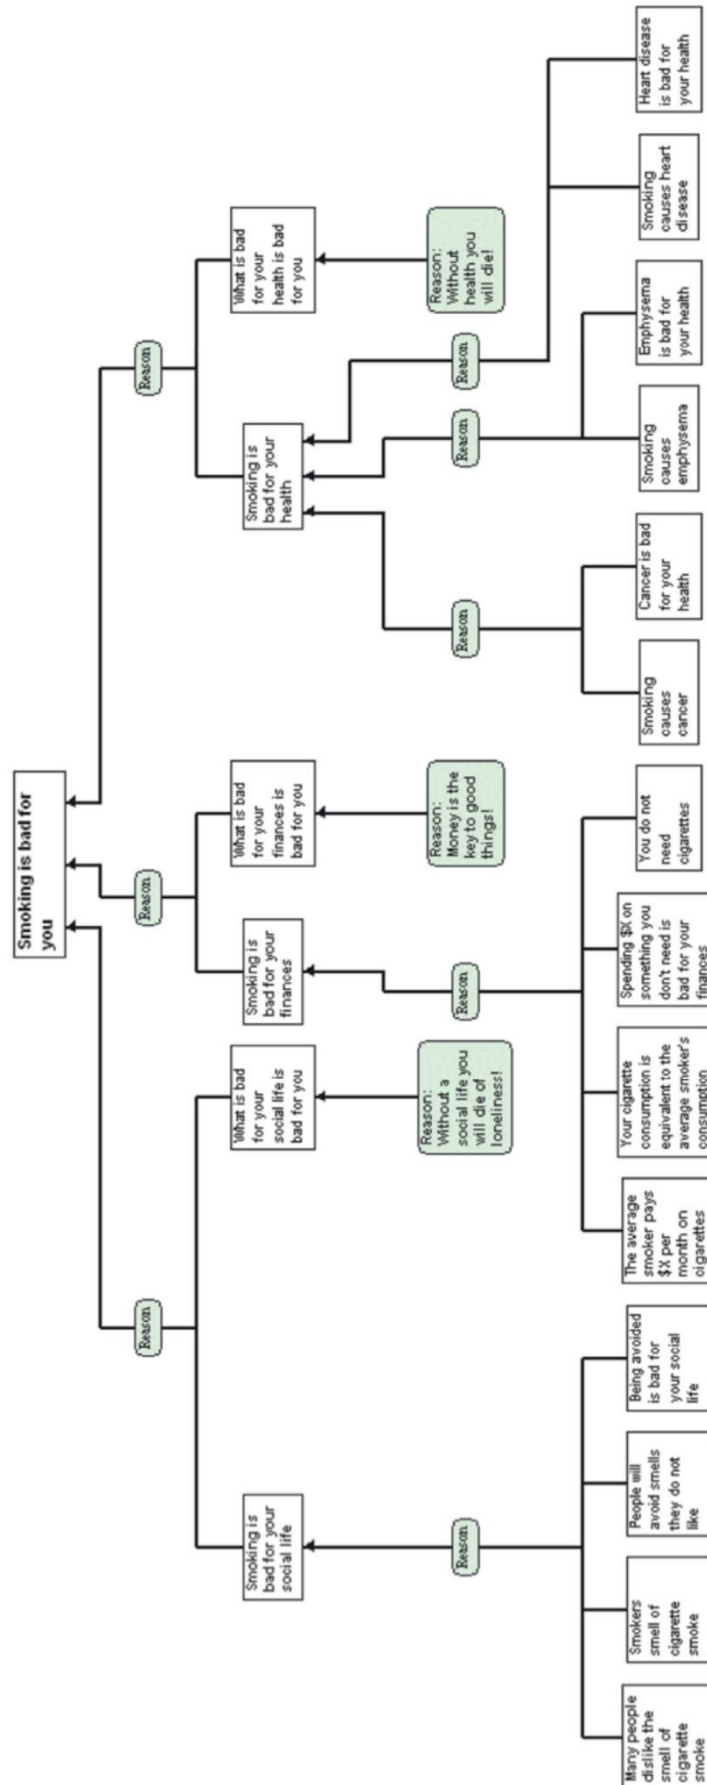 Smoking is bad for
you
Reason
Reason
Reason
Smoking is
bad for your
social life
What is bad
for your
social life is
bad for you
Smoking is
bad for your
finances
What is bad
for your
finances is
bad for you
Smoking is
bad for your
health
What is bad
for your
health is bad
for you
Reason
Reason:
Without a
social life you
will die of
loneliness!
Reason
Reason:
Money is the
key to good
things!
Reason
Reason
Reason
Reason:
Without
health you
will die!
Many people
dislike the
smell of
cigarette
smoke
Smokers
smell of
cigarette
smoke
People will
avoid smells
they do not
like
Being avoided
is bad for
your social
life
The average
smoker pays
$X per
month on
cigarettes
Your cigarette
consumption is
equivalent to the
average smoker's
consumption
Spending $X on
something you
don't need is
bad for your
finances
You do not
need
cigarettes
Smoking
causes
cancer
Cancer is bad
for your
health
Smoking
causes
emphysema
Emphysema
is bad for
your health
Smoking
causes heart
disease
Heart disease
is bad for
your health